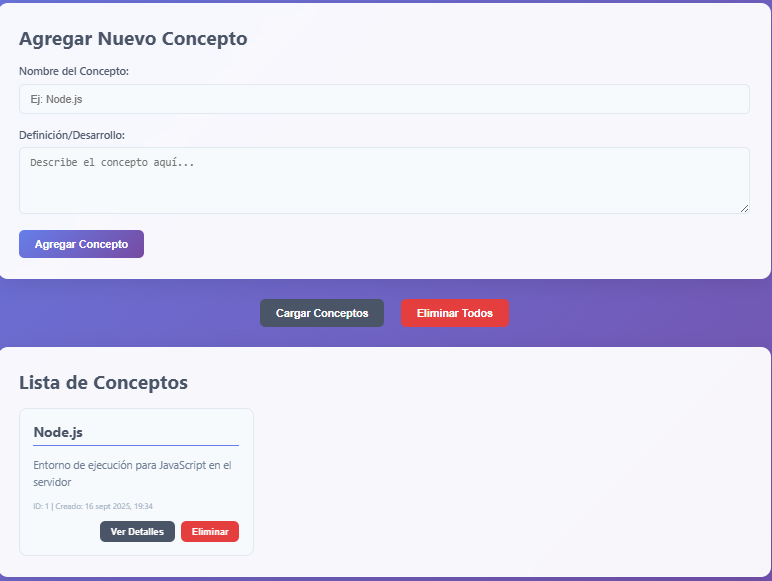 Agregar Nuevo Concepto
Nombre del Concepto:
Ej: Node.js
Definición/Desarrollo:
Describe el concepto aquí...
Agregar Concepto
Cargar Conceptos
Eliminar Todos
Lista de Conceptos
Node.js
Entorno de ejecución para JavaScript en el
servidor
ID: 1 | Creado: 16 sept 2025, 19:34
Ver Detalles
Eliminar